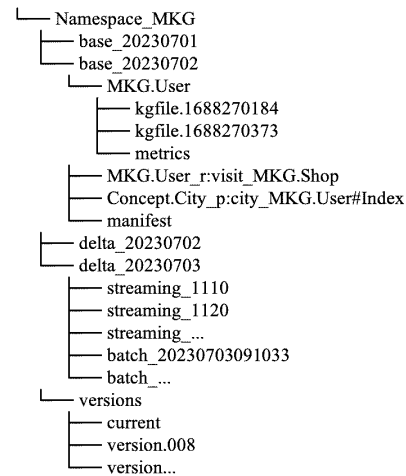 Namespace_MKG
base_20230701
base_20230702
MKG.User
kgfile.1688270184
kgfile.1688270373
metrics
MKG.User_r:visit_MKG.Shop
Concept.City_p:city_MKG.User#Index
manifest
delta_20230702
delta_20230703
streaming_1110
streaming_1120
streaming_...
batch_20230703091033
batch_...
versions
current
version.008
version...